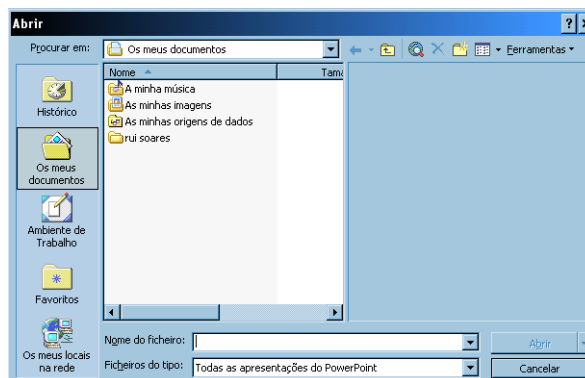 Abrir
Procurar em:
Os meus documentos
Ferramentas
Histórico
Os meus
documentos
Ambiente de
Trabalho
Favoritos
Os meus locais
na rede
Nome
Tama
A minha música
As minhas imagens
As minhas origens de dados
rui soares
Nome do ficheiro:
Abrir
Ficheiros do tipo:
Todas as apresentações do PowerPoint
Cancelar